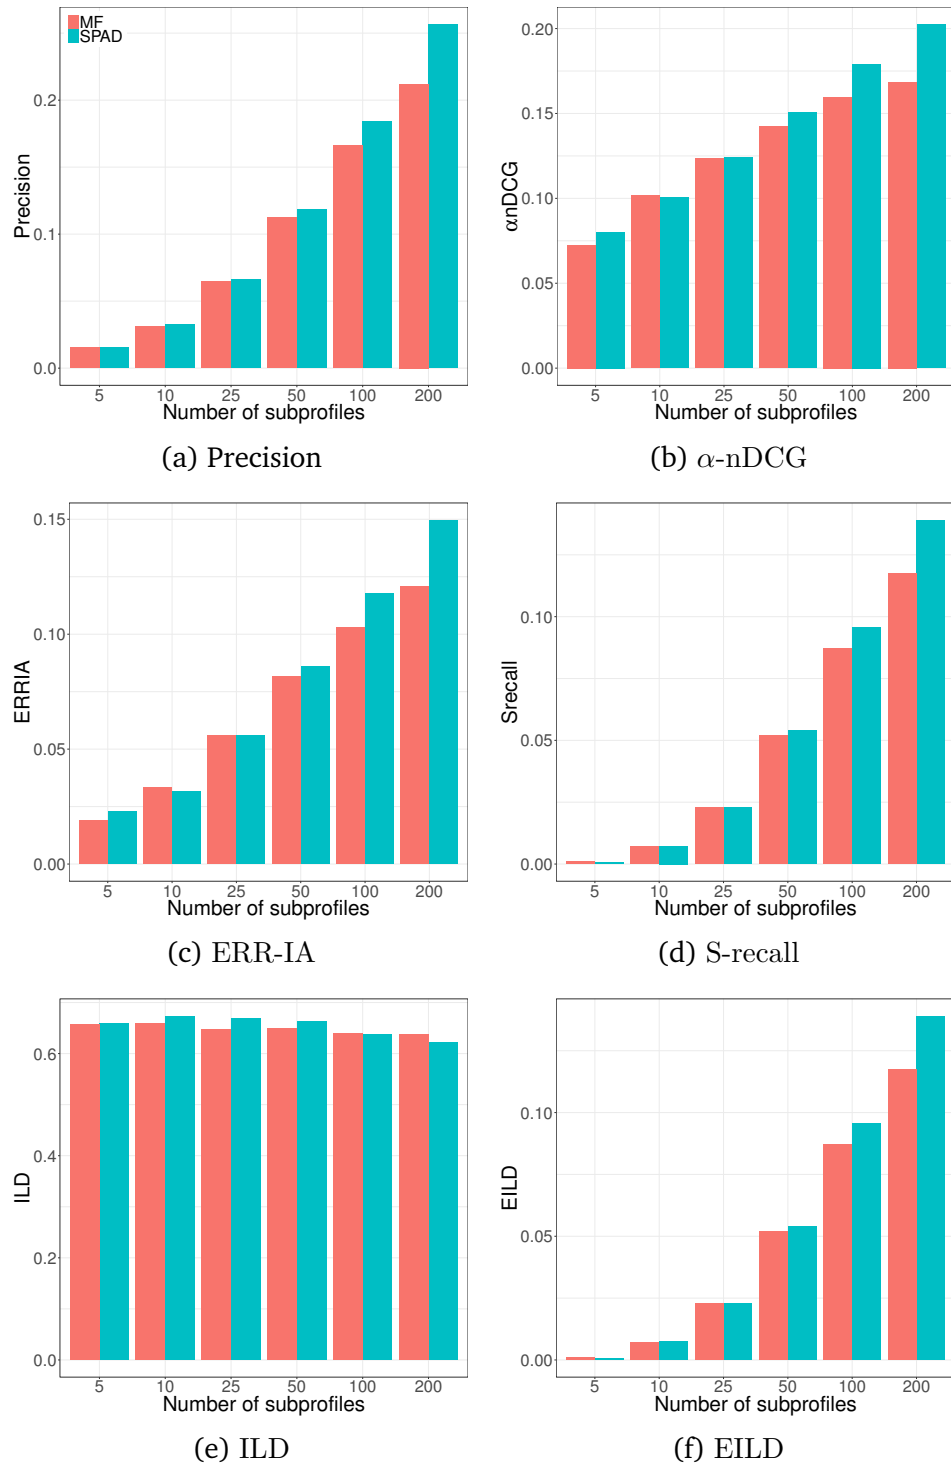 MF
SPAD
0.2
0.1
0.0
Precision
5 10 25 50 100 200
Number of subprofiles
(a) Precision
0.20
0.15
0.10
0.05
0.00
αnDCG
5 10 25 50 100 200
Number of subprofiles
(b) α-nDCG
0.15
0.10
0.05
0.00
ERRIA
5 10 25 50 100 200
Number of subprofiles
(c) ERR-IA
0.10
0.05
0.00
Srecall
5 10 25 50 100 200
Number of subprofiles
(d) S-recall
0.6
0.4
0.2
0.0
ILD
5 10 25 50 100 200
Number of subprofiles
(e) ILD
0.10
0.05
0.00
EILD
5 10 25 50 100 200
Number of subprofiles
(f) EILD